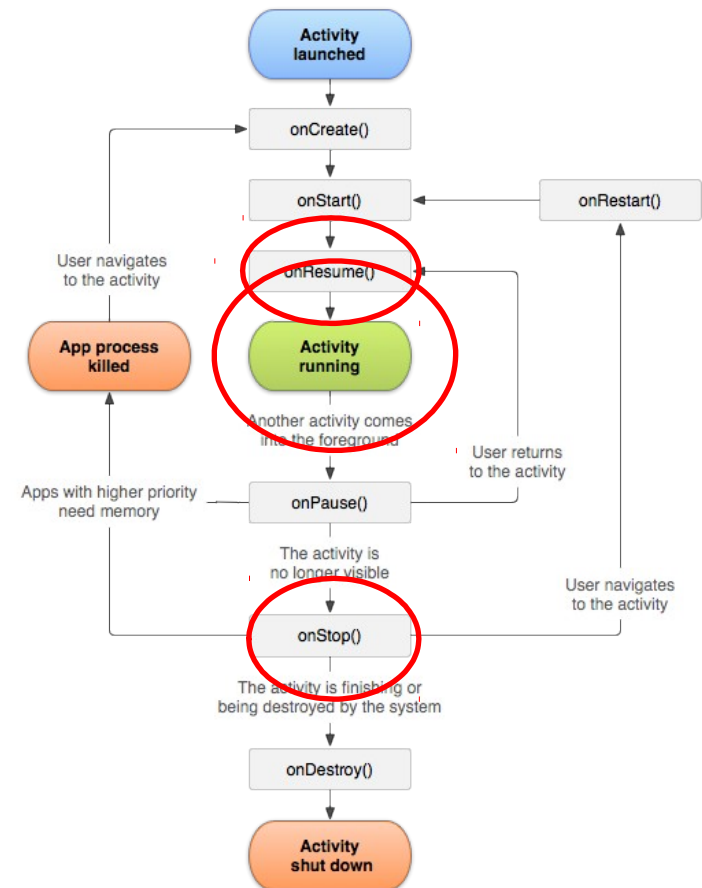 Activity
launched
onCreate()
onStart()
onRestart()
User navigates
to the activity
onResume()
App process
killed
Activity
running
Another activity comes
into the foreground
User returns
to the activity
Apps with higher priority
need memory
onPause()
The activity is
no longer visible
User navigates
to the activity
onStop()
The activity is finishing or
being destroyed by the system
onDestroy()
Activity
shut down